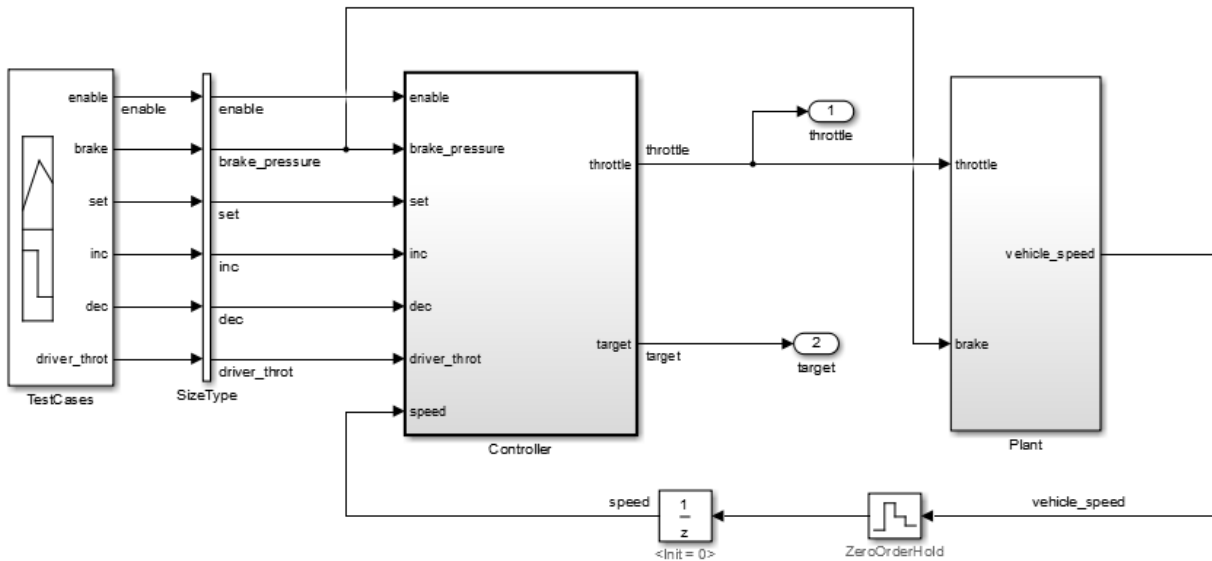 enable
brake
set
inc
dec
driver_throt
TestCases
enable
SizeType
enable
brake_pressure
set
inc
dec
driver_throt
enable
brake_pressure
set
inc
dec
driver_throt
speed
throttle
target
Controller
throttle
target
1
throttle
2
target
throttle
brake
vehicle_speed
Plant
speed
1
z
<Init = 0>
ZeroOrderHold
vehicle_speed